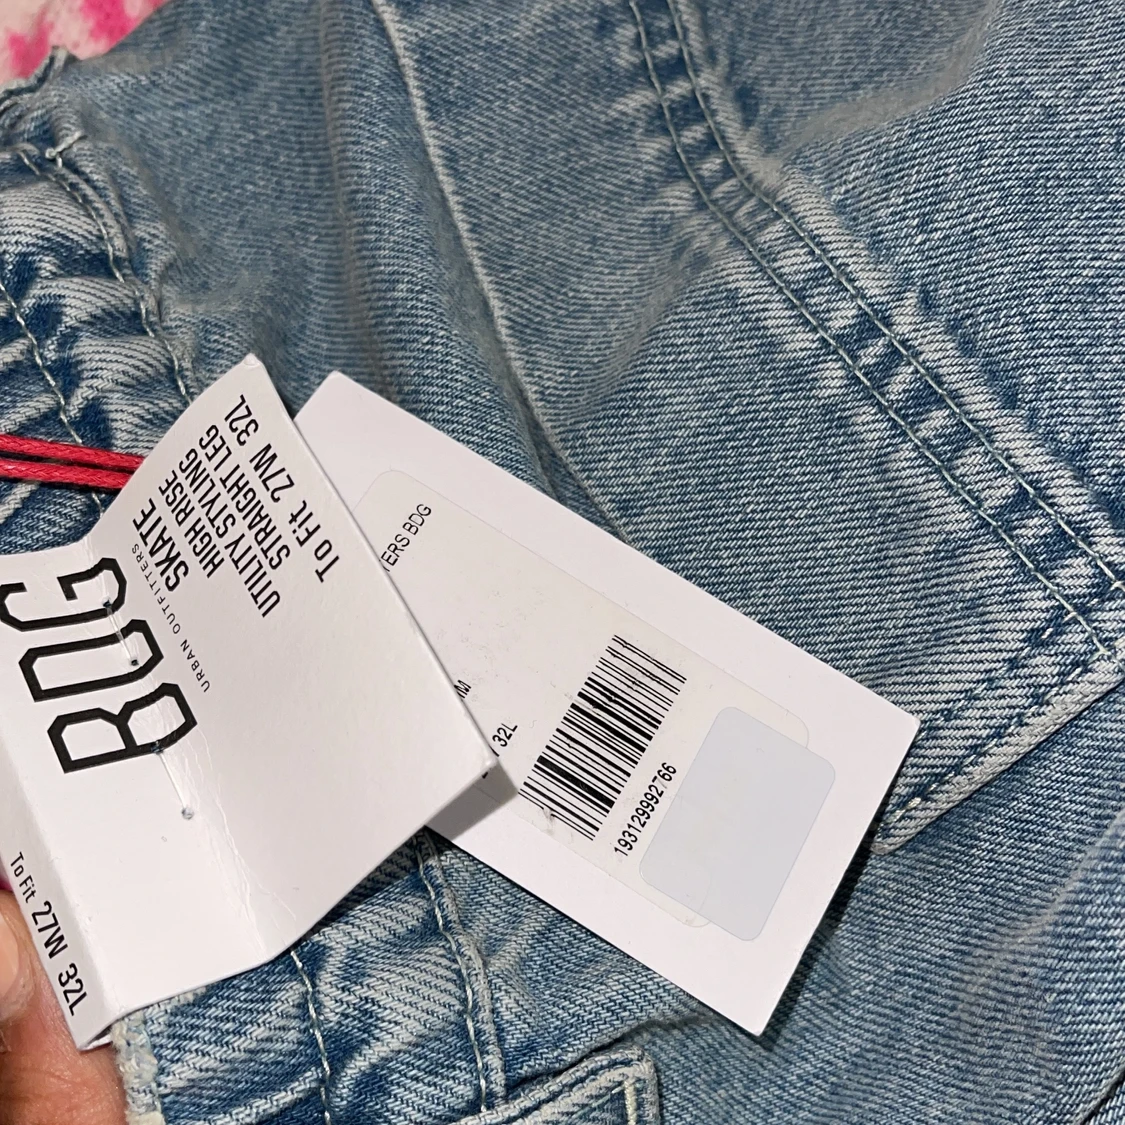 BDG
URBAN OUTFITTERS
SKATE
HIGH RISE
UTILITY STYLING
STRAIGHT LEG
To Fit 27W 32L
To Fit 27W 32L
BDG
32L
193129992766